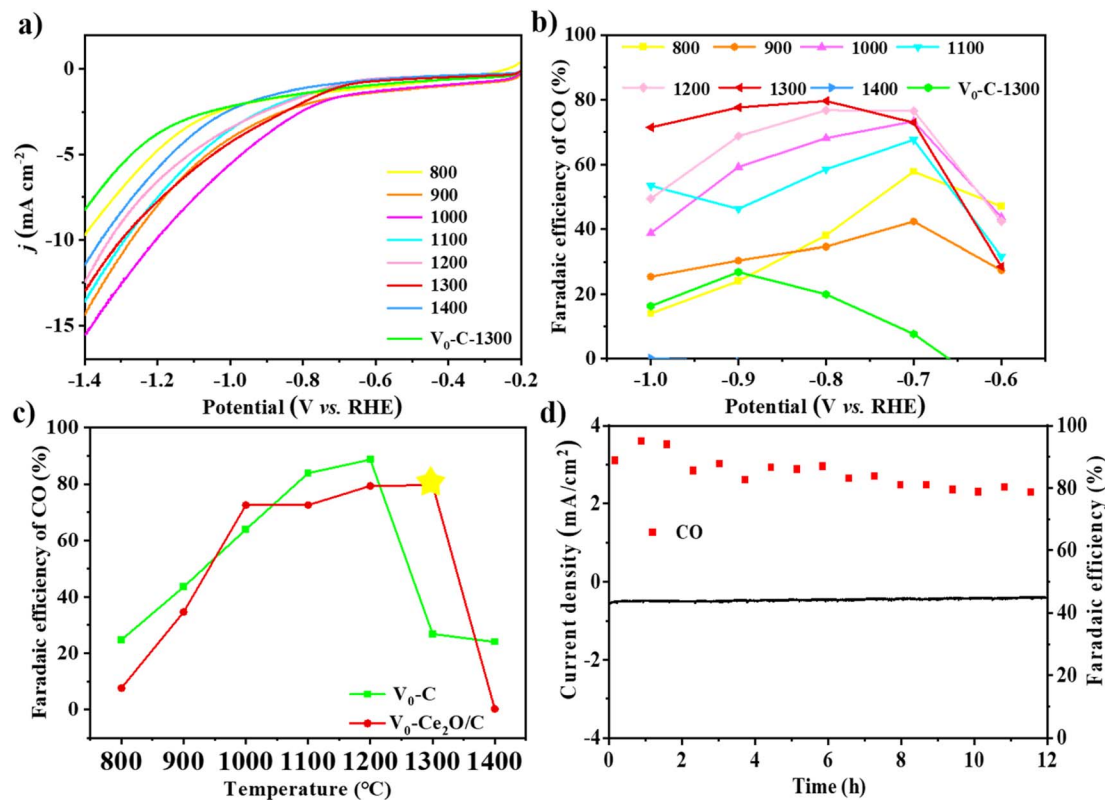 a)
0
-5
-10
-15
j (mA cm⁻²)
800
900
1000
1100
1200
1300
1400
V₀-C-1300
-1.4 -1.2 -1.0 -0.8 -0.6 -0.4 -0.2
Potential (V vs. RHE)
b)
100
80
60
40
20
0
Faradaic efficiency of CO (%)
800 900 1000 1100
1200 1300 1400 V₀-C-1300
-1.0 -0.9 -0.8 -0.7 -0.6
Potential (V vs. RHE)
c)
100
80
60
40
20
0
Faradaic efficiency of CO (%)
V₀-C
V₀-Ce₂O/C
800 900 1000 1100 1200 1300 1400
Temperature (°C)
d)
4
2
0
-2
-4
Current density (mA/cm²)
CO
100
80
60
40
20
0
Faradaic efficiency (%)
0 2 4 6 8 10 12
Time (h)